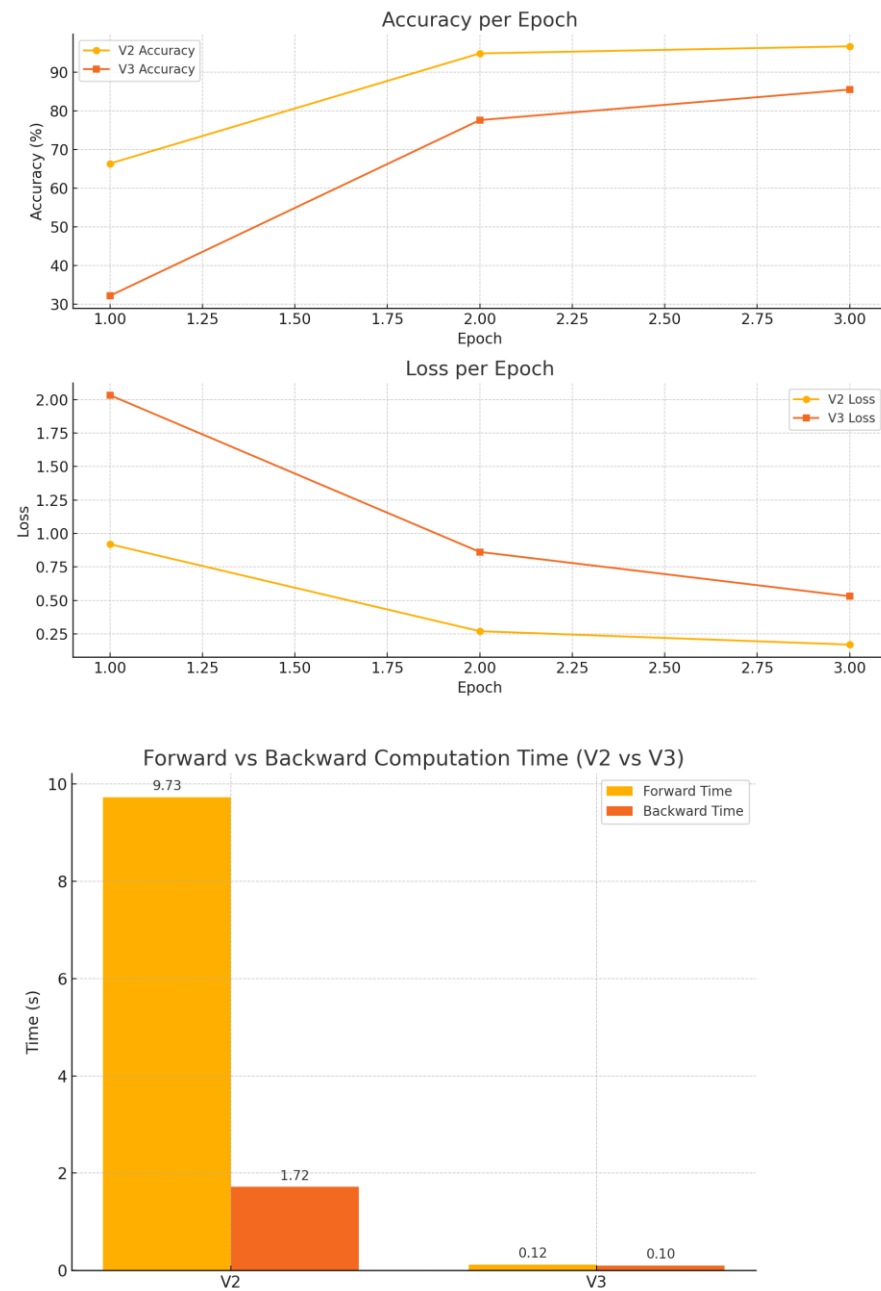 Accuracy per Epoch
V2 Accuracy
V3 Accuracy
Accuracy (%)
90
80
70
60
50
40
30
1.00 1.25 1.50 1.75 2.00 2.25 2.50 2.75 3.00
Epoch
Loss per Epoch
V2 Loss
V3 Loss
Loss
2.00
1.75
1.50
1.25
1.00
0.75
0.50
0.25
1.00 1.25 1.50 1.75 2.00 2.25 2.50 2.75 3.00
Epoch
Forward vs Backward Computation Time (V2 vs V3)
Forward Time
Backward Time
Time (s)
10
8
6
4
2
0
9.73
1.72
0.12
0.10
V2 V3